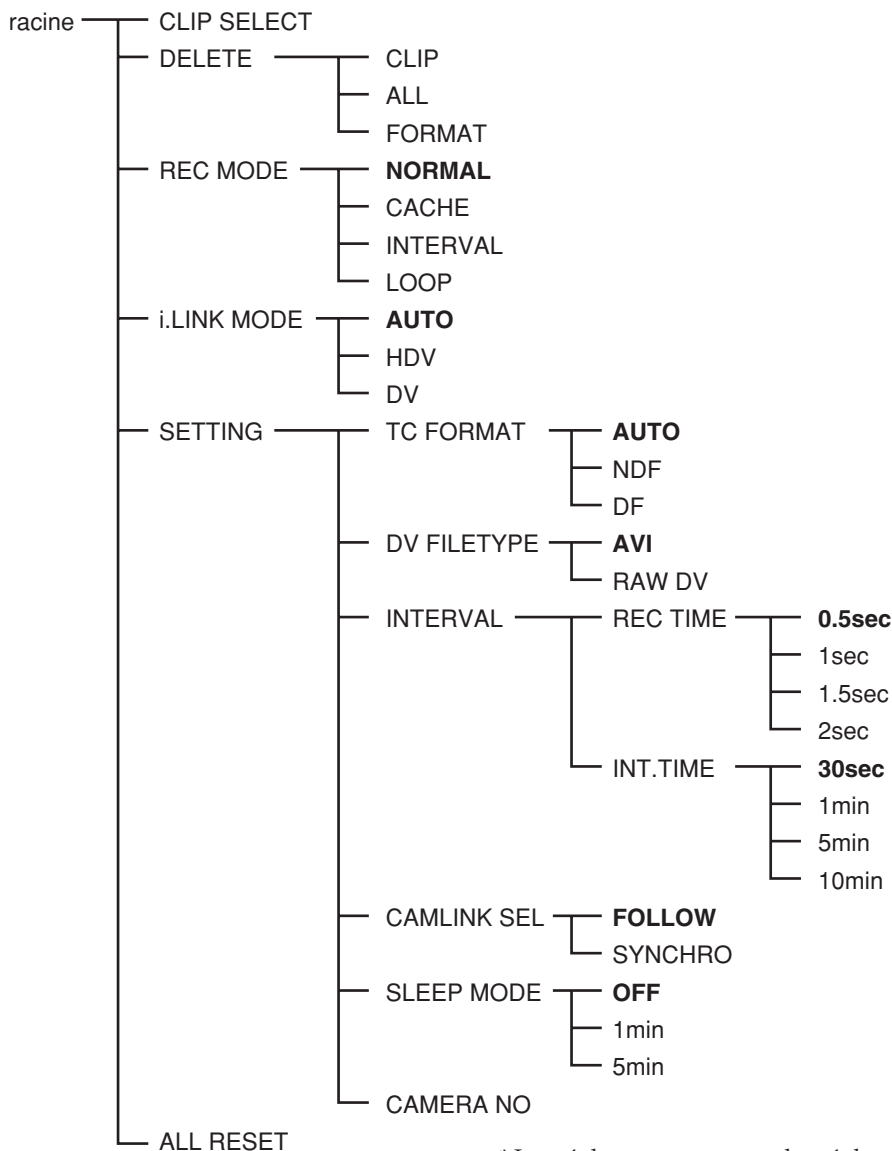 racine CLIP SELECT
DELETE CLIP
ALL
FORMAT
REC MODE NORMAL
CACHE
INTERVAL
LOOP
i.LINK MODE AUTO
HDV
DV
SETTING TC FORMAT AUTO
NDF
DF
DV FILETYPE AVI
RAW DV
INTERVAL REC TIME 0.5sec
1sec
1.5sec
2sec
INT.TIME 30sec
1min
5min
10min
CAMLINK SEL FOLLOW
SYNCHRO
SLEEP MODE OFF
1min
5min
CAMERA NO
ALL RESET